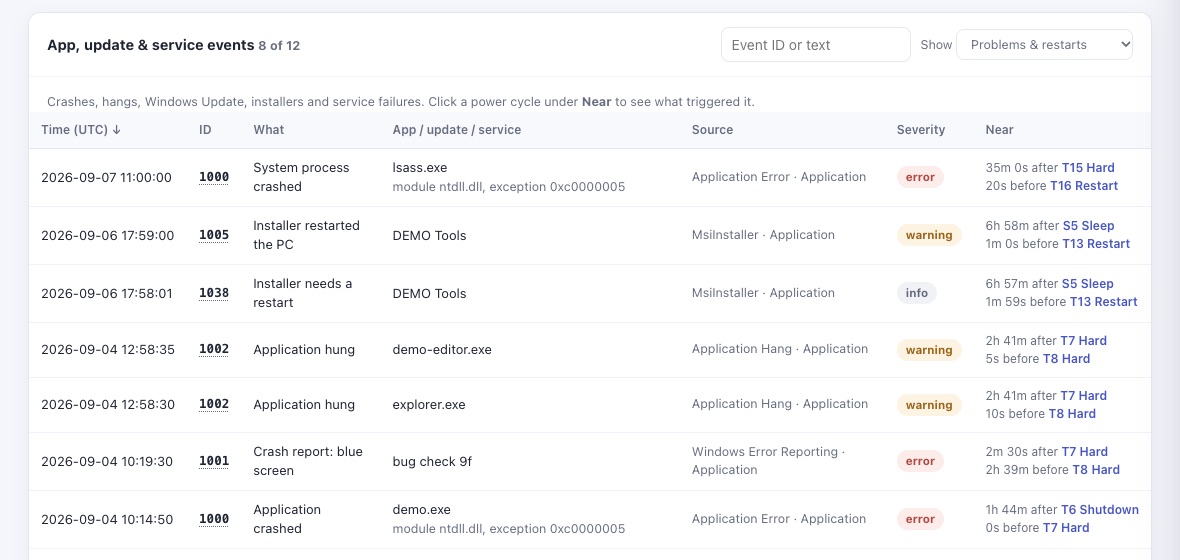 App, update & service events 8 of 12
Event ID or text
Show Problems & restarts
Crashes, hangs, Windows Update, installers and service failures. Click a power cycle under Near to see what triggered it.
Time (UTC) ↓ ID What App / update / service Source Severity Near
2026-09-07 11:00:00 1000 System process crashed lsass.exe Application Error · Application error 35m 0s after T15 Hard
module ntdll.dll, exception 0xc0000005 20s before T16 Restart
2026-09-06 17:59:00 1005 Installer restarted the PC DEMO Tools MsiInstaller · Application warning 6h 58m after S5 Sleep
1m 0s before T13 Restart
2026-09-06 17:58:01 1038 Installer needs a restart DEMO Tools MsiInstaller · Application info 6h 57m after S5 Sleep
1m 59s before T13 Restart
2026-09-04 12:58:35 1002 Application hung demo-editor.exe Application Hang · Application warning 2h 41m after T7 Hard
5s before T8 Hard
2026-09-04 12:58:30 1002 Application hung explorer.exe Application Hang · Application warning 2h 41m after T7 Hard
10s before T8 Hard
2026-09-04 10:19:30 1001 Crash report: blue screen bug check 9f Windows Error Reporting · Application error 2m 30s after T7 Hard
2h 39m before T8 Hard
2026-09-04 10:14:50 1000 Application crashed demo.exe Application Error · Application error 1h 44m after T6 Shutdown
module ntdll.dll, exception 0xc0000005 0s before T7 Hard